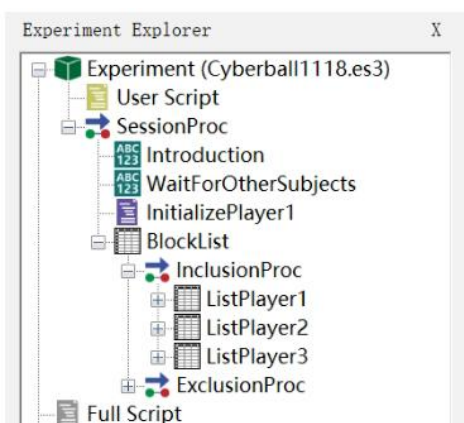 Experiment Explorer X
Experiment (Cyberball1118.es3)
User Script
SessionProc
ABC 123 Introduction
ABC 123 WaitForOtherSubjects
InitializePlayer1
BlockList
InclusionProc
ListPlayer1
ListPlayer2
ListPlayer3
ExclusionProc
Full Script